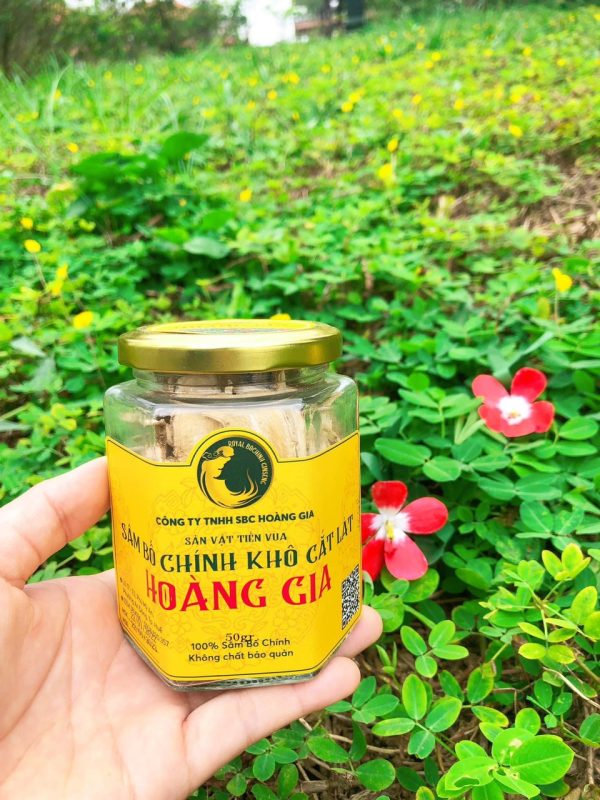 ROYAL BOCHINH GINSENG
CÔNG TY TNHH SBC HOÀNG GIA
SẢN VẬT TIẾN VUA
SÂM BỐ CHÍNH KHÔ CẮT LÁT
HOÀNG GIA
50gr.
100% Sâm Bố Chính
Không chất bảo quản